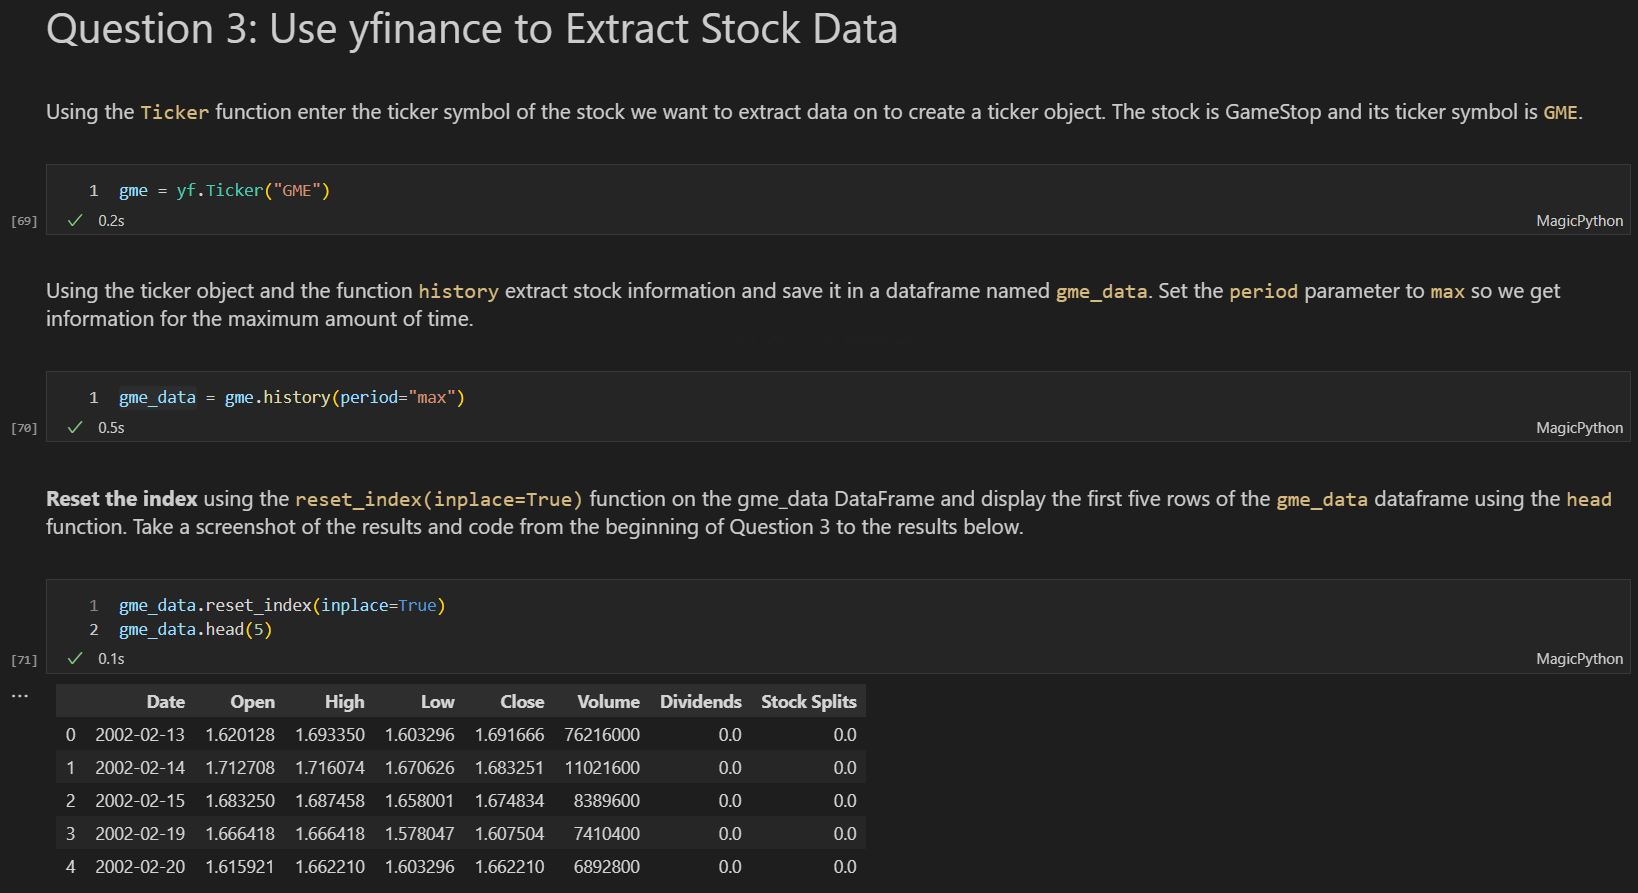 Question 3: Use yfinance to Extract Stock Data
Using the Ticker function enter the ticker symbol of the stock we want to extract data on to create a ticker object. The stock is GameStop and its ticker symbol is GME.
1 gme = yf.Ticker("GME")
[69] ✓ 0.2s MagicPython
Using the ticker object and the function history extract stock information and save it in a dataframe named gme_data. Set the period parameter to max so we get
information for the maximum amount of time.
1 gme_data = gme.history(period="max")
[70] ✓ 0.5s MagicPython
Reset the index using the reset_index(inplace=True) function on the gme_data DataFrame and display the first five rows of the gme_data dataframe using the head
function. Take a screenshot of the results and code from the beginning of Question 3 to the results below.
1 gme_data.reset_index(inplace=True)
2 gme_data.head(5)
[71] ✓ 0.1s MagicPython
... Date Open High Low Close Volume Dividends Stock Splits
0 2002-02-13 1.620128 1.693350 1.603296 1.691666 76216000 0.0 0.0
1 2002-02-14 1.712708 1.716074 1.670626 1.683251 11021600 0.0 0.0
2 2002-02-15 1.683250 1.687458 1.658001 1.674834 8389600 0.0 0.0
3 2002-02-19 1.666418 1.666418 1.578047 1.607504 7410400 0.0 0.0
4 2002-02-20 1.615921 1.662210 1.603296 1.662210 6892800 0.0 0.0